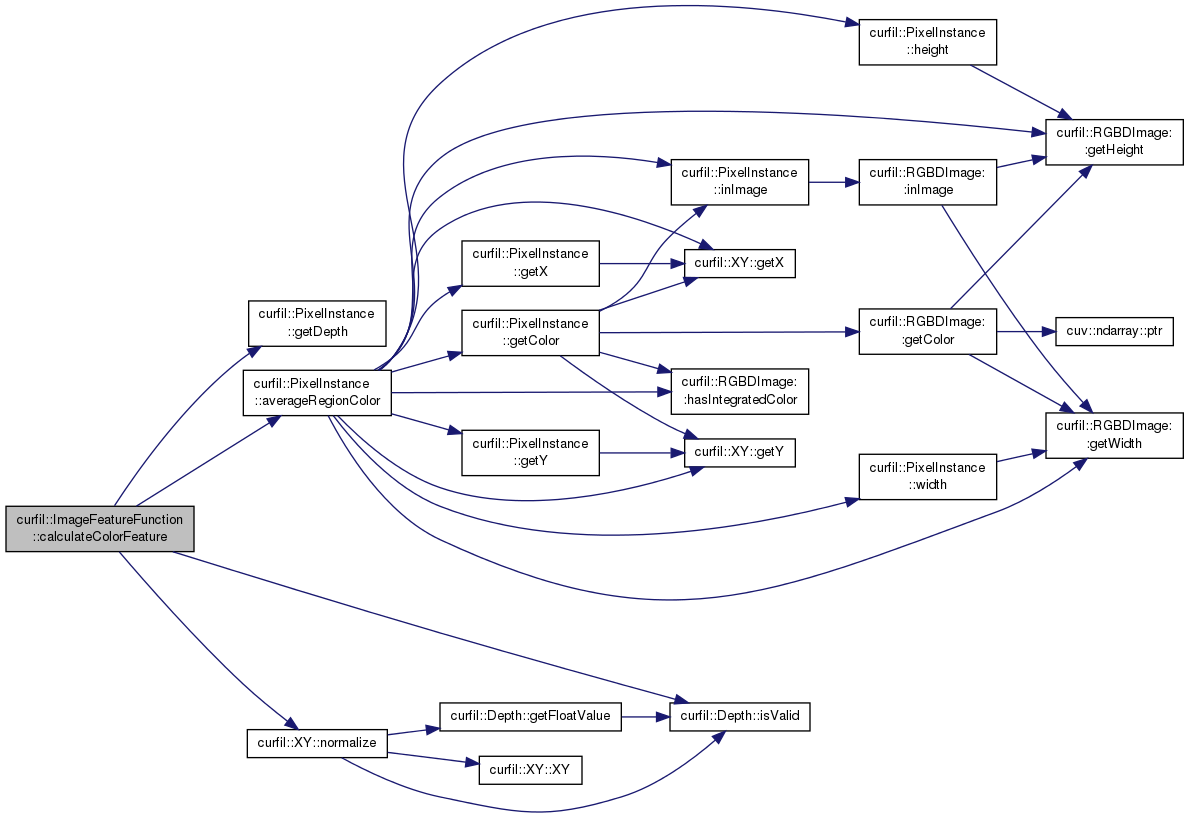 curfil::PixelInstance
::height
curfil::RGBDImage:
:getHeight
curfil::PixelInstance
::inImage
curfil::RGBDImage:
:inImage
curfil::PixelInstance
::getX
curfil::XY::getX
curfil::PixelInstance
::getDepth
curfil::PixelInstance
::getColor
curfil::RGBDImage:
:getColor
cuv::ndarray::ptr
curfil::PixelInstance
::averageRegionColor
curfil::RGBDImage:
:hasIntegratedColor
curfil::RGBDImage:
:getWidth
curfil::PixelInstance
::getY
curfil::XY::getY
curfil::PixelInstance
::width
curfil::ImageFeatureFunction
::calculateColorFeature
curfil::Depth::getFloatValue
curfil::Depth::isValid
curfil::XY::normalize
curfil::XY::XY